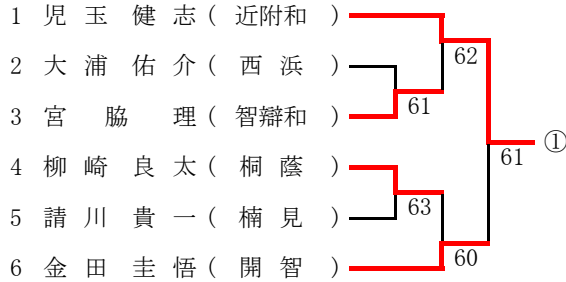 1 児玉 健志 ( 近附和 )
62
2 大浦 佑介 ( 西浜 )
61
3 宮脇 理 ( 智辯和 )
61 ①
4 柳崎 良太 ( 桐蔭 )
63
5 請川 貴一 ( 楠見 )
60
6 金田 圭悟 ( 開智 )